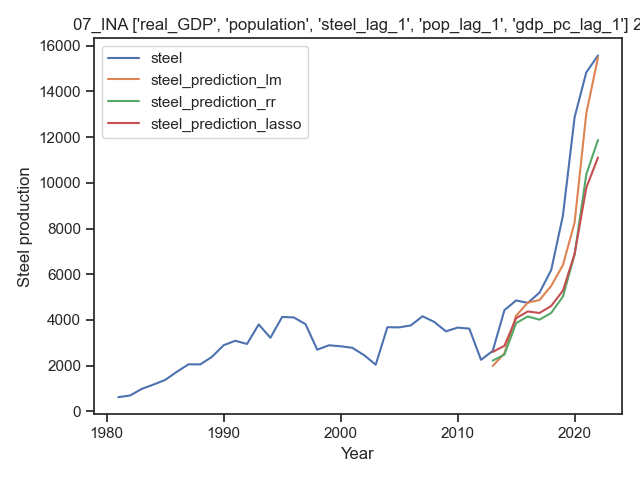 07_INA ['real_GDP', 'population', 'steel_lag_1', 'pop_lag_1', 'gdp_pc_lag_1'] 2
steel
steel_prediction_lm
steel_prediction_rr
steel_prediction_lasso
16000
14000
12000
10000
8000
6000
4000
2000
0
Steel production
1980
1990
2000
2010
2020
Year